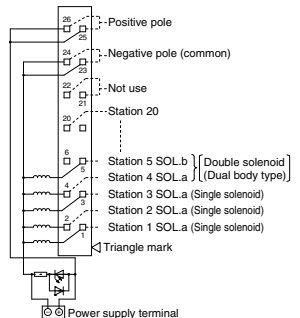 26
Positive pole
25
24
Negative pole (common)
23
22
Not use
21
Station 20
20
6
Station 5 SOL.b
Double solenoid
5
Station 4 SOL.a
(Dual body type)
4
Station 3 SOL.a (Single solenoid)
3
Station 2 SOL.a (Single solenoid)
2
Station 1 SOL.a (Single solenoid)
1
Triangle mark
Power supply terminal